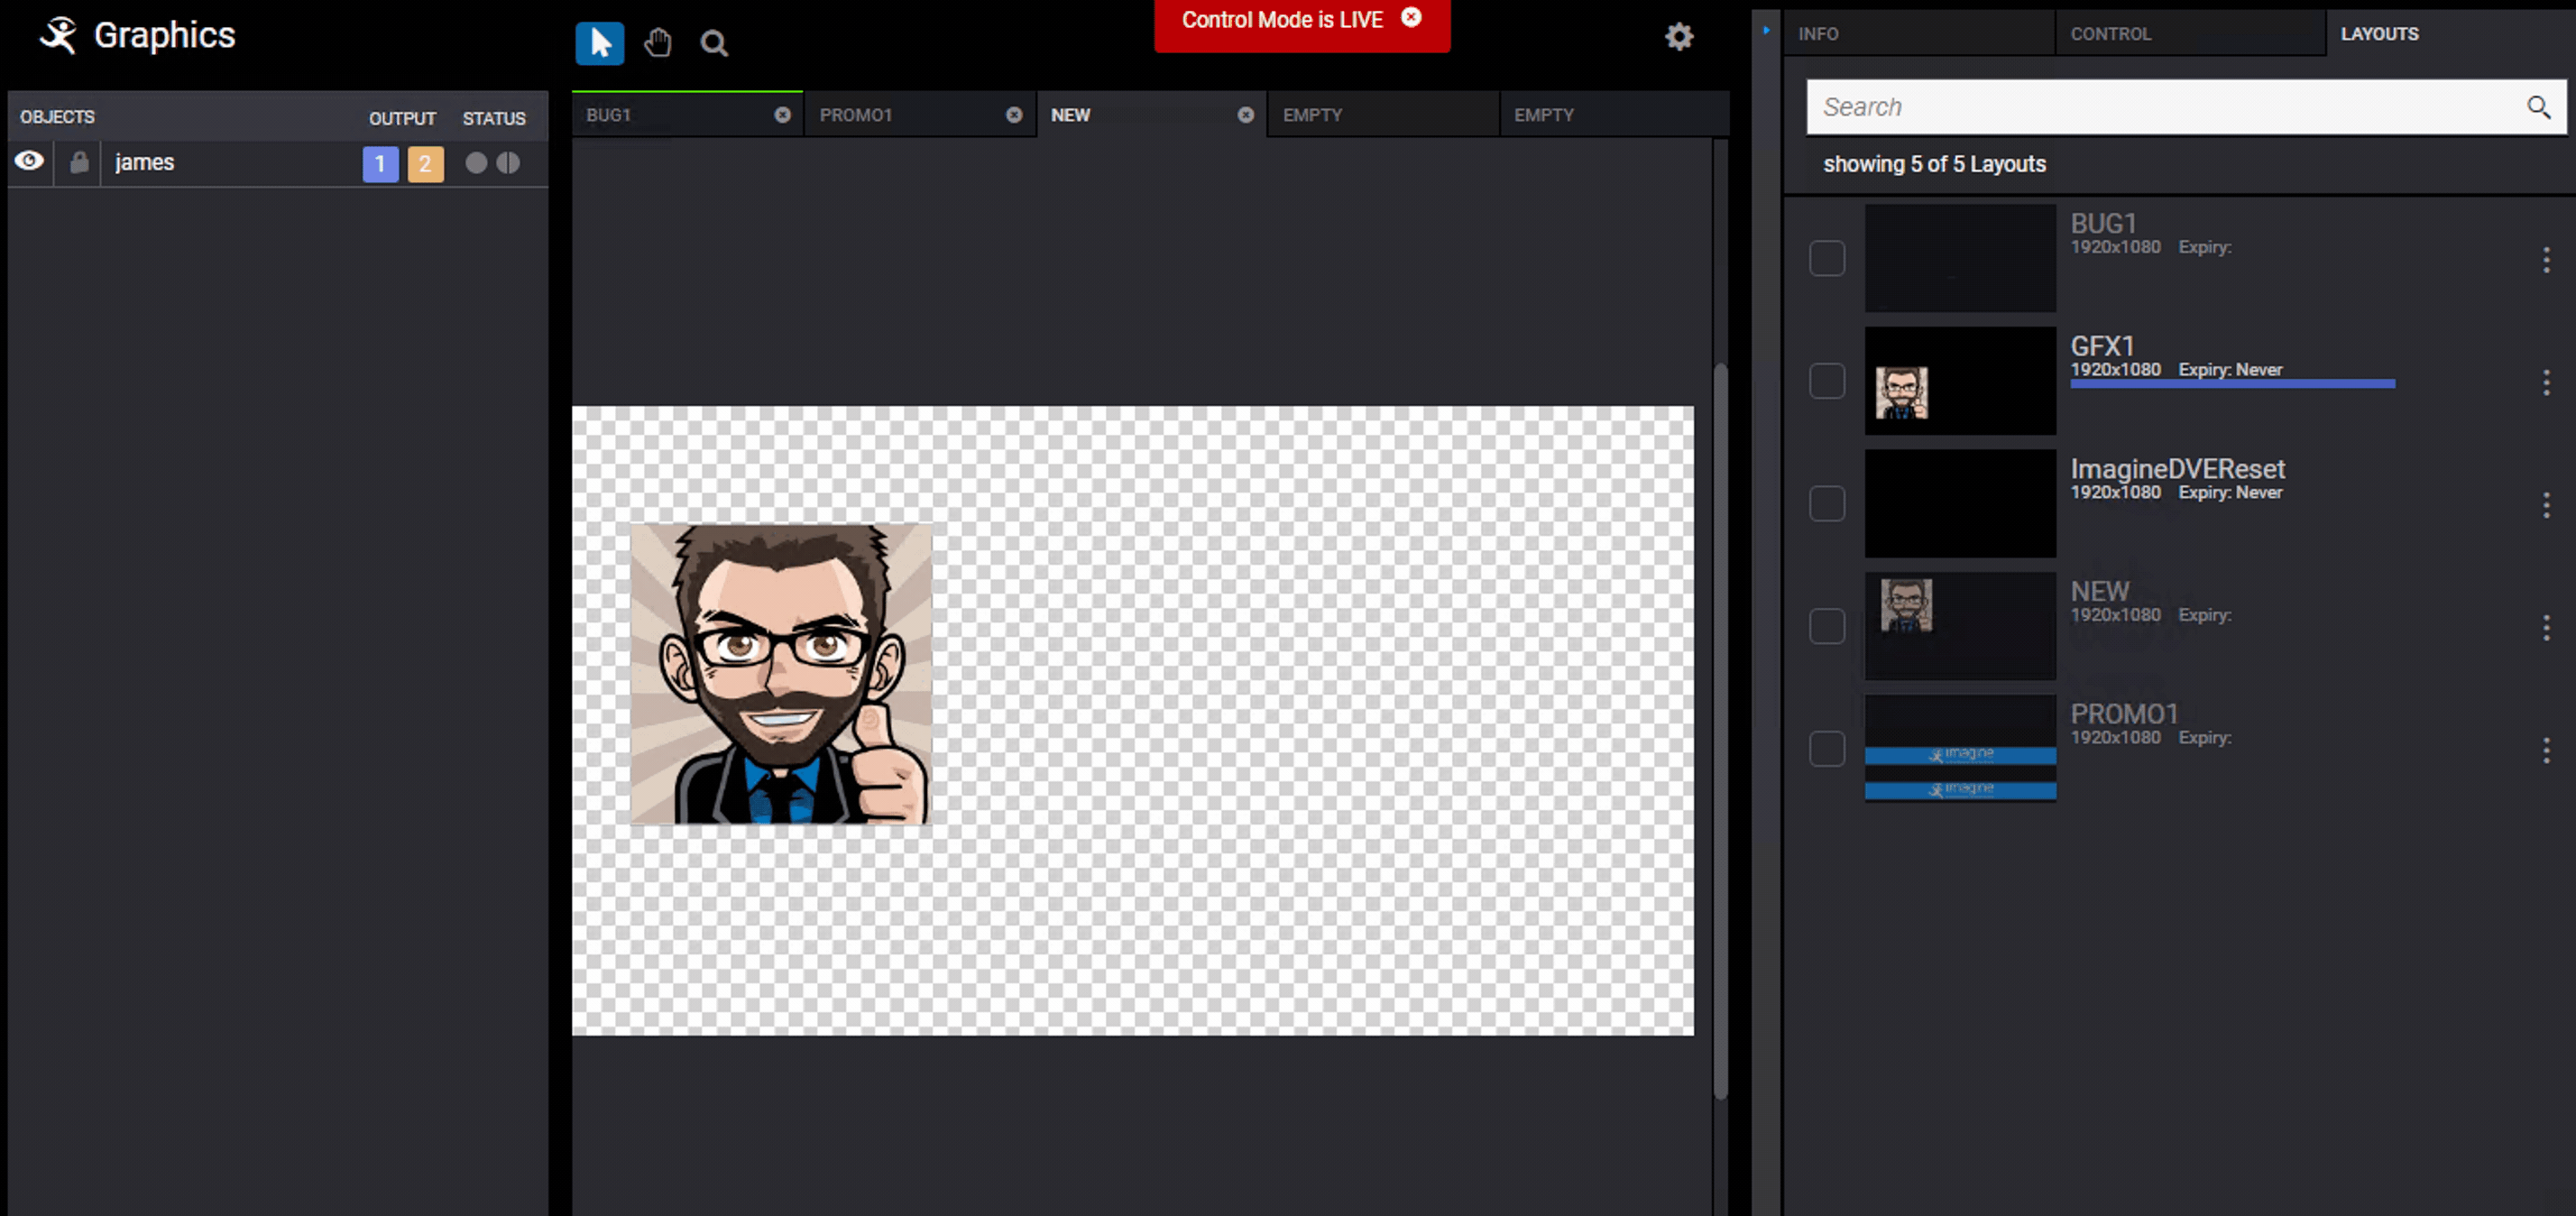 Graphics
Control Mode is LIVE
OBJECTS OUTPUT STATUS
james 1 2
BUG1 PROMO1 NEW EMPTY EMPTY
INFO CONTROL LAYOUTS
Search
showing 5 of 5 Layouts
BUG1
1920x1080 Expiry:
GFX1
1920x1080 Expiry: Never
ImagineDVEReset
1920x1080 Expiry: Never
NEW
1920x1080 Expiry:
PROMO1
1920x1080 Expiry:
imagine
imagine